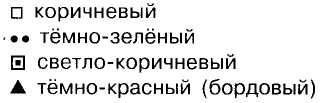 □ коричневый
●● тёмно-зелёный
▣ светло-коричневый
▲ тёмно-красный (бордовый)